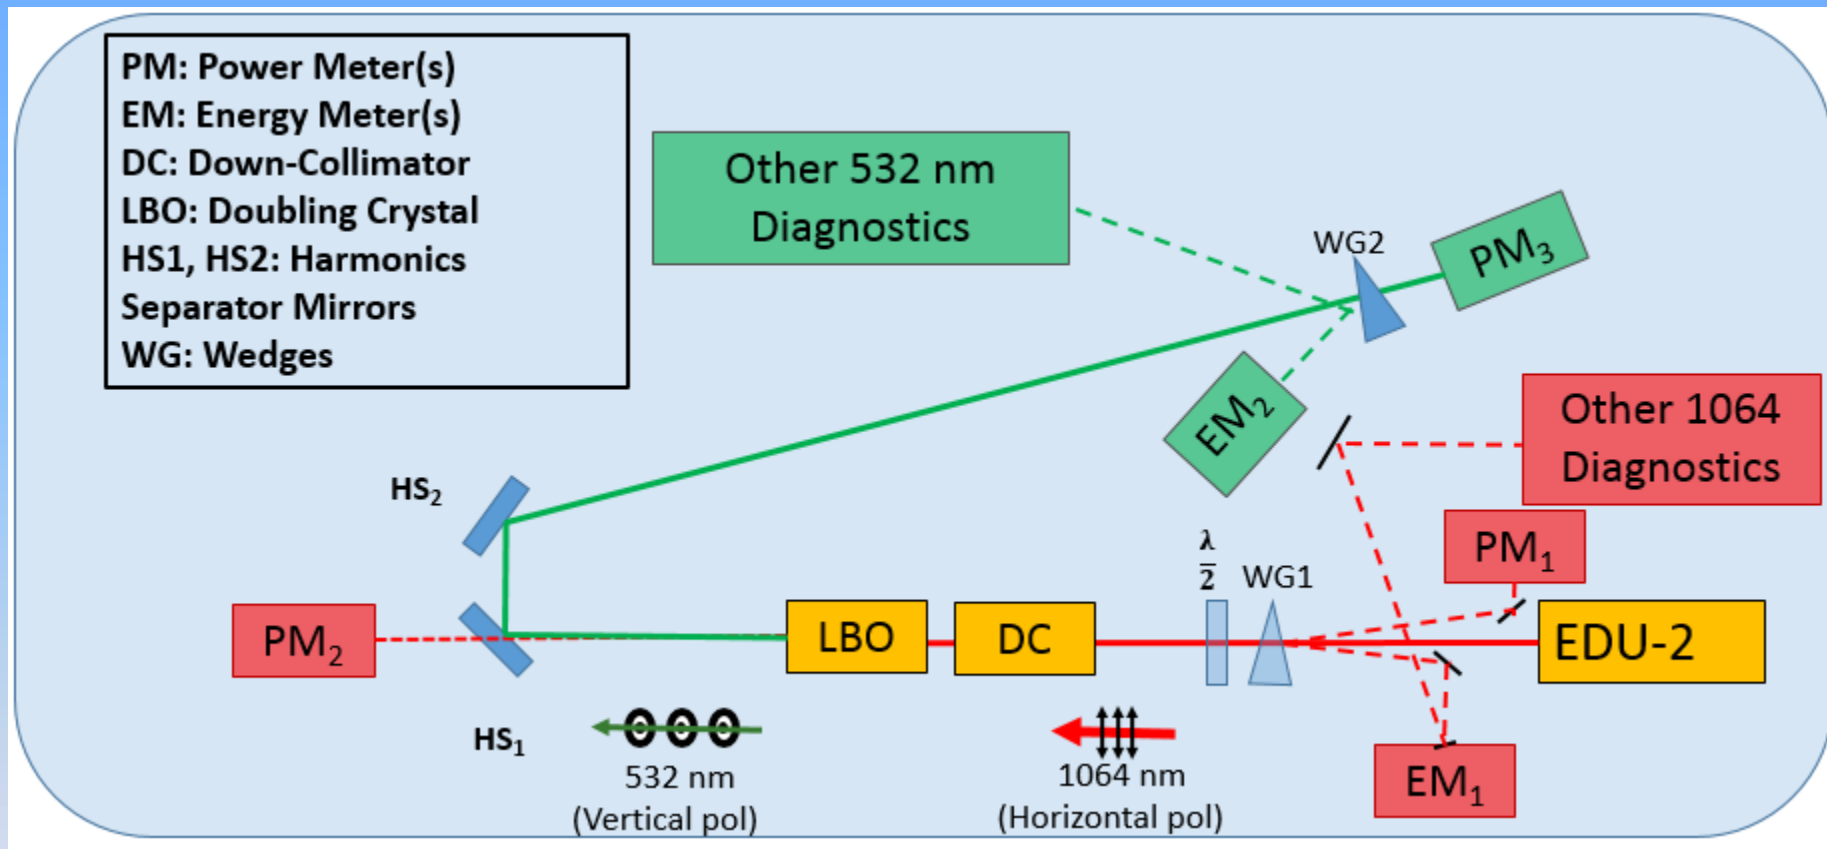 PM: Power Meter(s)
EM: Energy Meter(s)
DC: Down-Collimator
LBO: Doubling Crystal
HS1, HS2: Harmonics
Separator Mirrors
WG: Wedges
Other 532 nm
Diagnostics
WG2
PM₃
EM₂
Other 1064
Diagnostics
HS₂
PM₁
λ
2
WG1
PM₂
LBO
DC
EDU-2
HS₁
532 nm
(Vertical pol)
1064 nm
(Horizontal pol)
EM₁